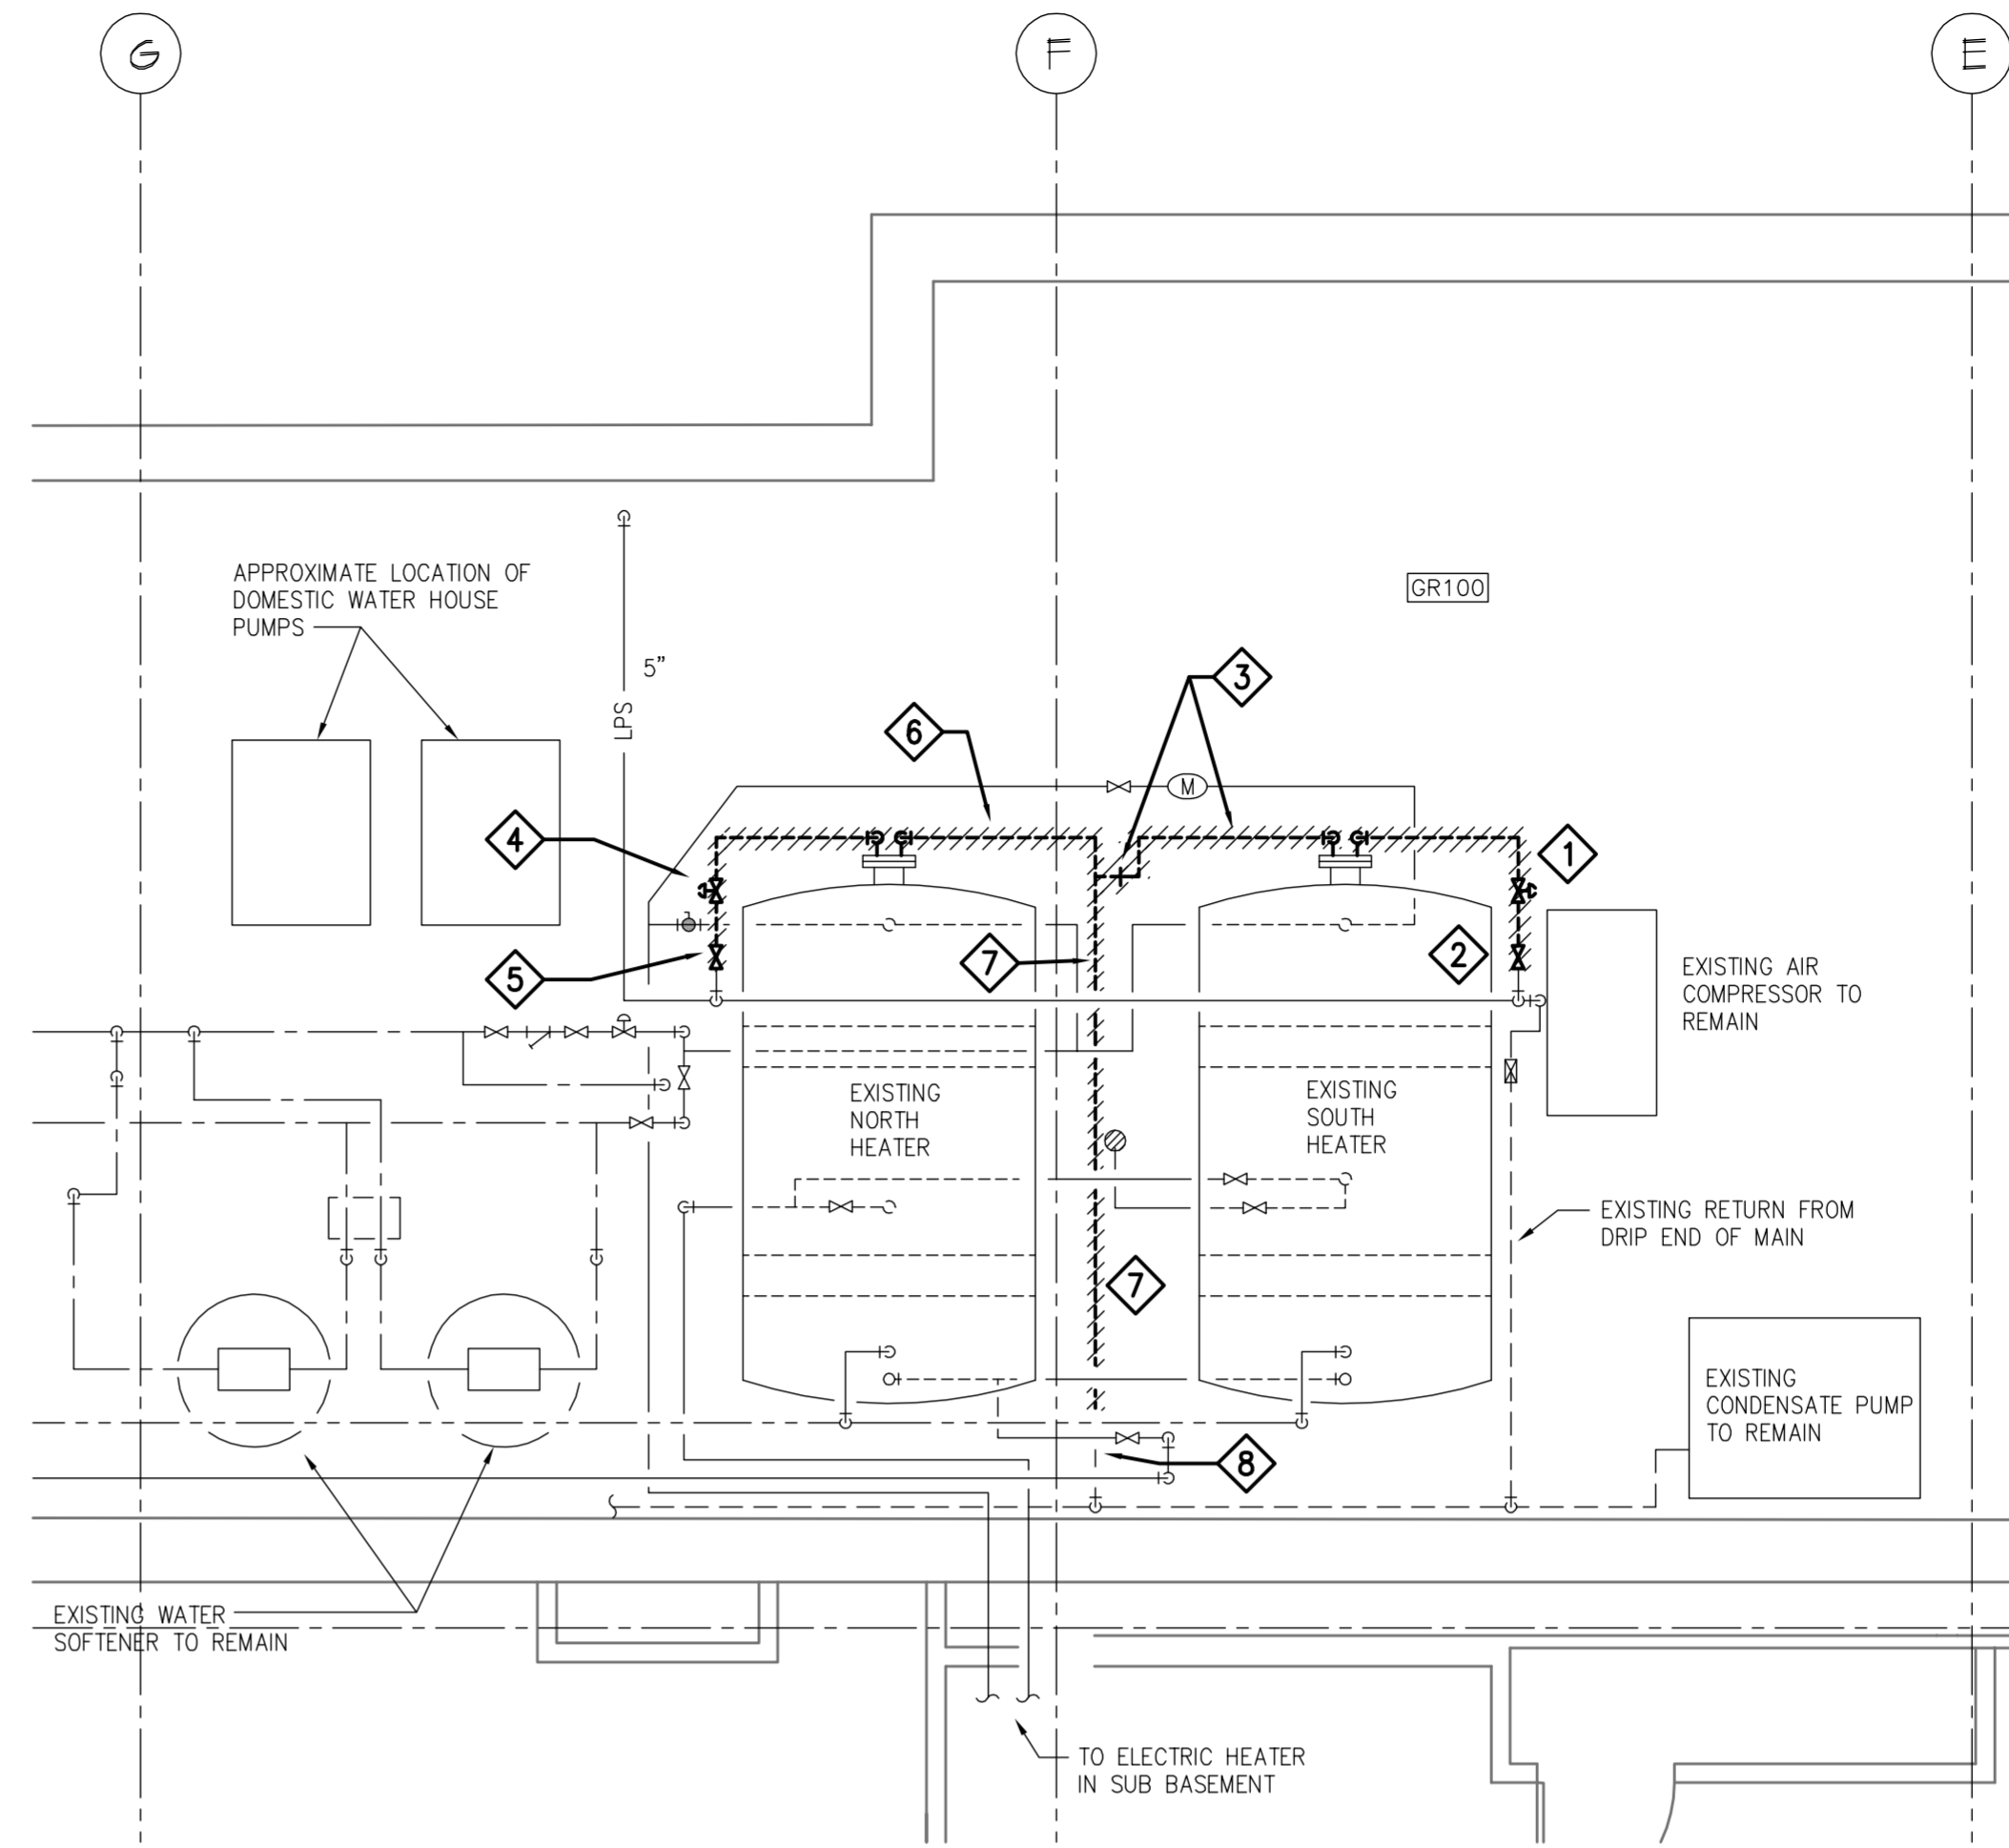 G
F
E
APPROXIMATE LOCATION OF
DOMESTIC WATER HOUSE
PUMPS
GR100
5"
LPS
3
6
M
4
1
7
2
5
EXISTING AIR
COMPRESSOR TO
REMAIN
EXISTING
NORTH
HEATER
EXISTING
SOUTH
HEATER
EXISTING RETURN FROM
DRIP END OF MAIN
7
EXISTING
CONDENSATE PUMP
TO REMAIN
8
EXISTING WATER
SOFTENER TO REMAIN
TO ELECTRIC HEATER
IN SUB BASEMENT